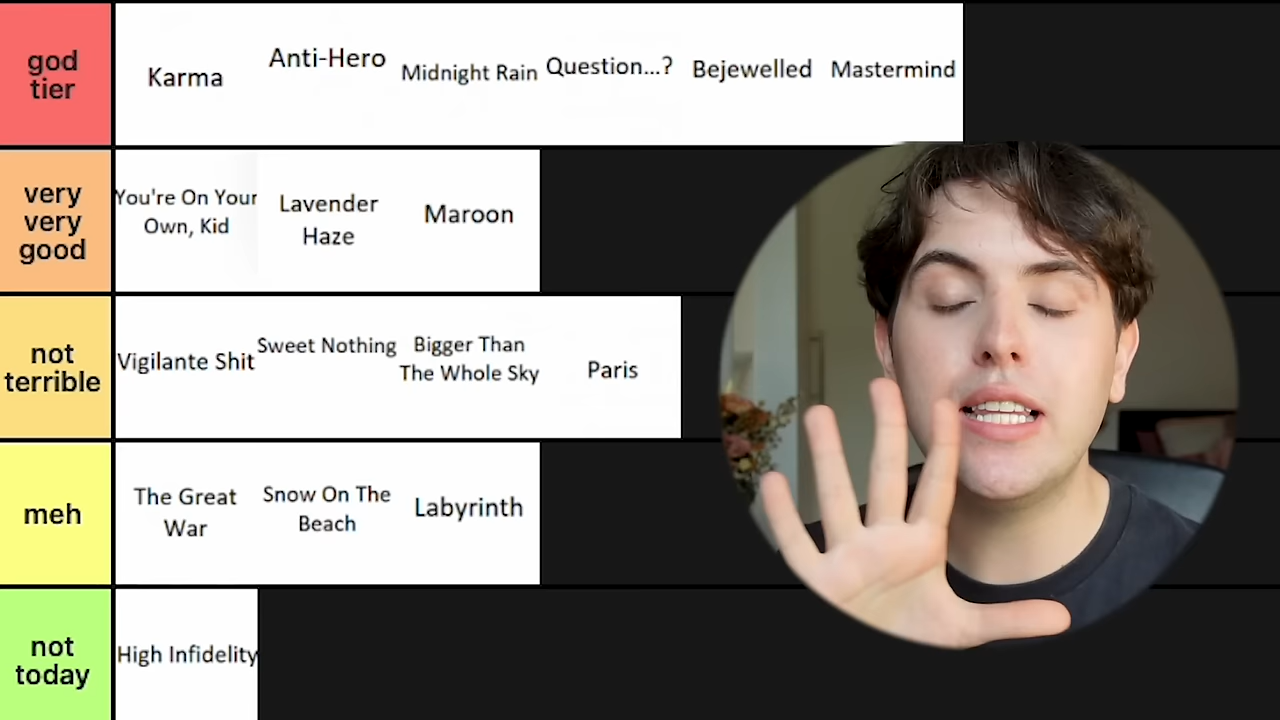 god
tier
Karma
Anti-Hero
Midnight Rain
Question...?
Bejewelled
Mastermind
very
very
good
You're On Your
Own, Kid
Lavender
Haze
Maroon
not
terrible
Vigilante Shit
Sweet Nothing
Bigger Than
The Whole Sky
Paris
meh
The Great
War
Snow On The
Beach
Labyrinth
not
today
High Infidelity